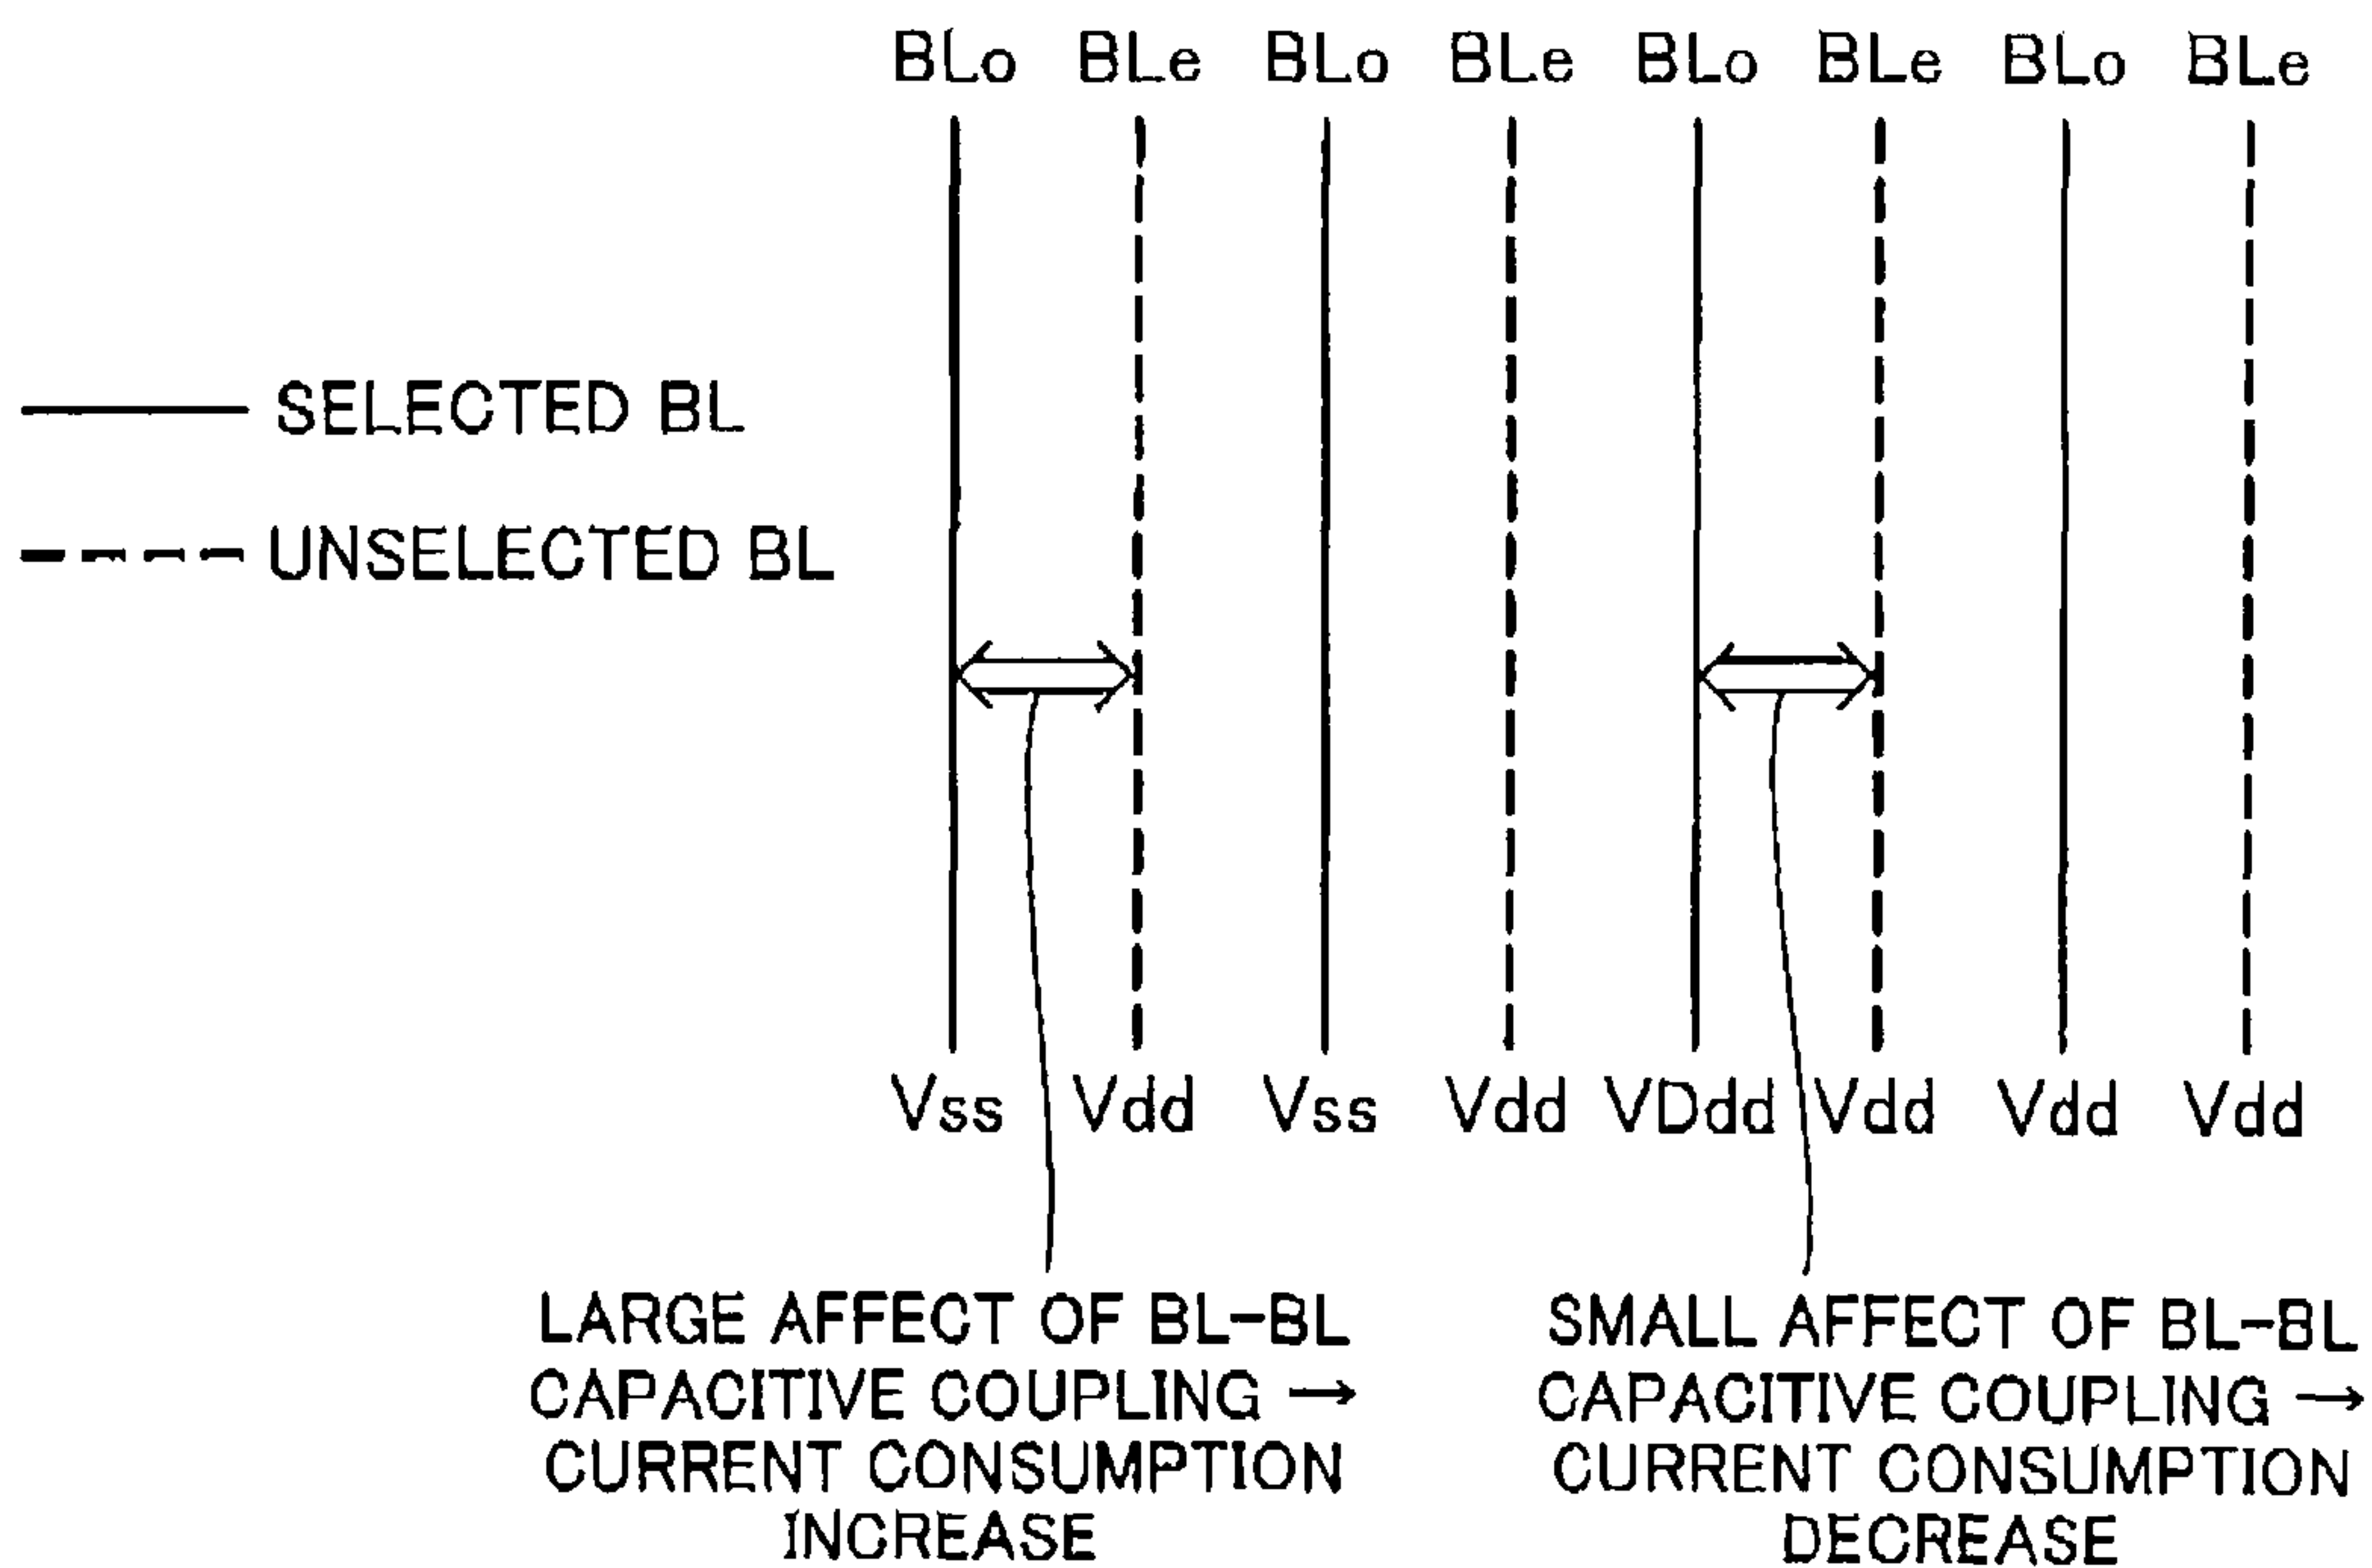 BLo BLe BLo BLe BLo BLe BLo BLe
SELECTED BL
UNSELECTED BL
Vss Vdd Vss Vdd VDdd Vdd Vdd Vdd
LARGE AFFECT OF BL-BL
CAPACITIVE COUPLING →
CURRENT CONSUMPTION
INCREASE
SMALL AFFECT OF BL-BL
CAPACITIVE COUPLING →
CURRENT CONSUMPTION
DECREASE